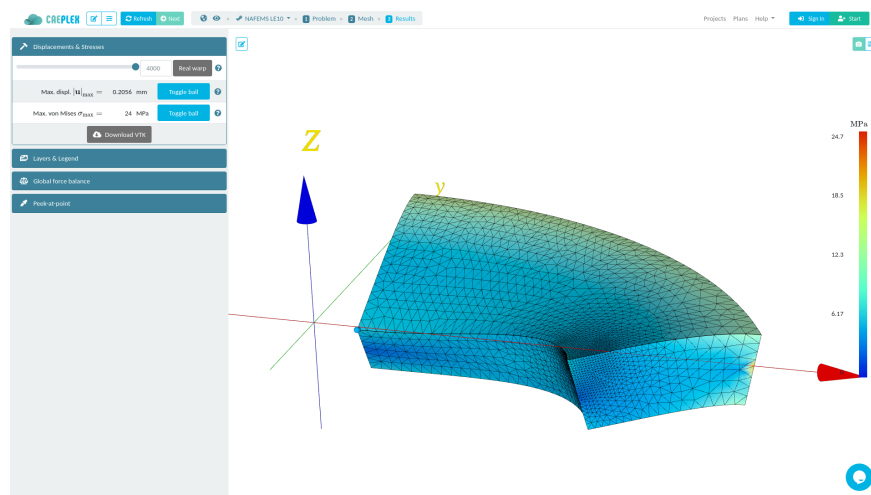 CAEPLEX Refresh Next NAFEMS LE10 1 Problem 2 Mesh 3 Results Projects Plans Help Sign In Start
Displacements & Stresses
4000 Real warp
Max. displ. |u|max = 0.2056 mm Toggle ball
Max. von Mises σmax = 24 MPa Toggle ball
Download VTK
Layers & Legend
Global force balance
Peek-at-point
Z
y
MPa
24.7
18.5
12.3
6.17